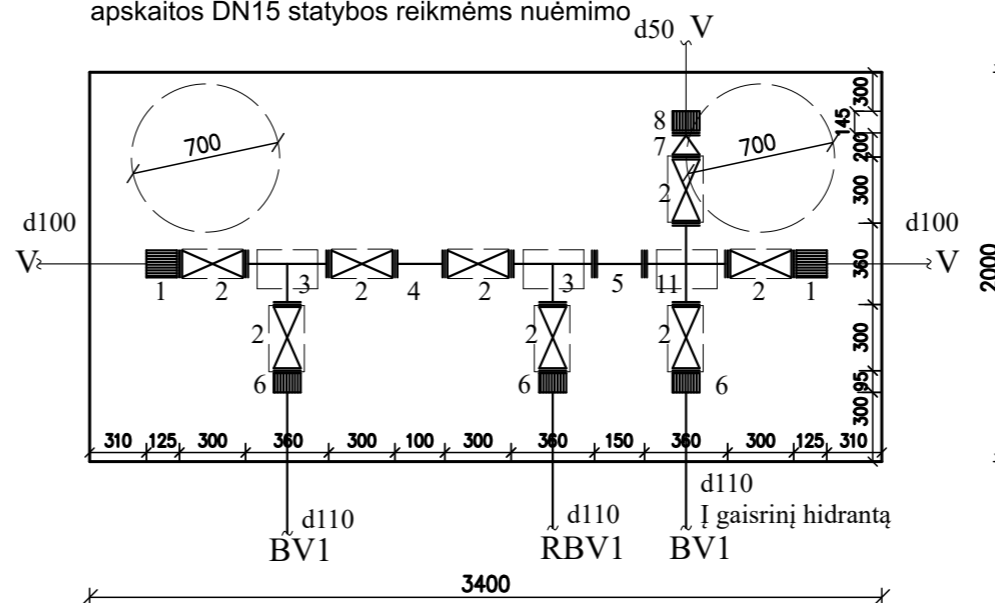 apskaitos DN15 statybos reikmėms nuėmimo
d50 V
300
8
145
700
7
200
700
2
300
d100
d100
V
V
360
2000
1 2 3 2 4 2 3 5 11 2 1
2 2 2
300
6 6 6
95
300
310 125 300 360 300 100 300 360 150 360 300 125 310
d110
d110 d110 Į gaisrinį hidrantą
BV1 RBV1 BV1
3400